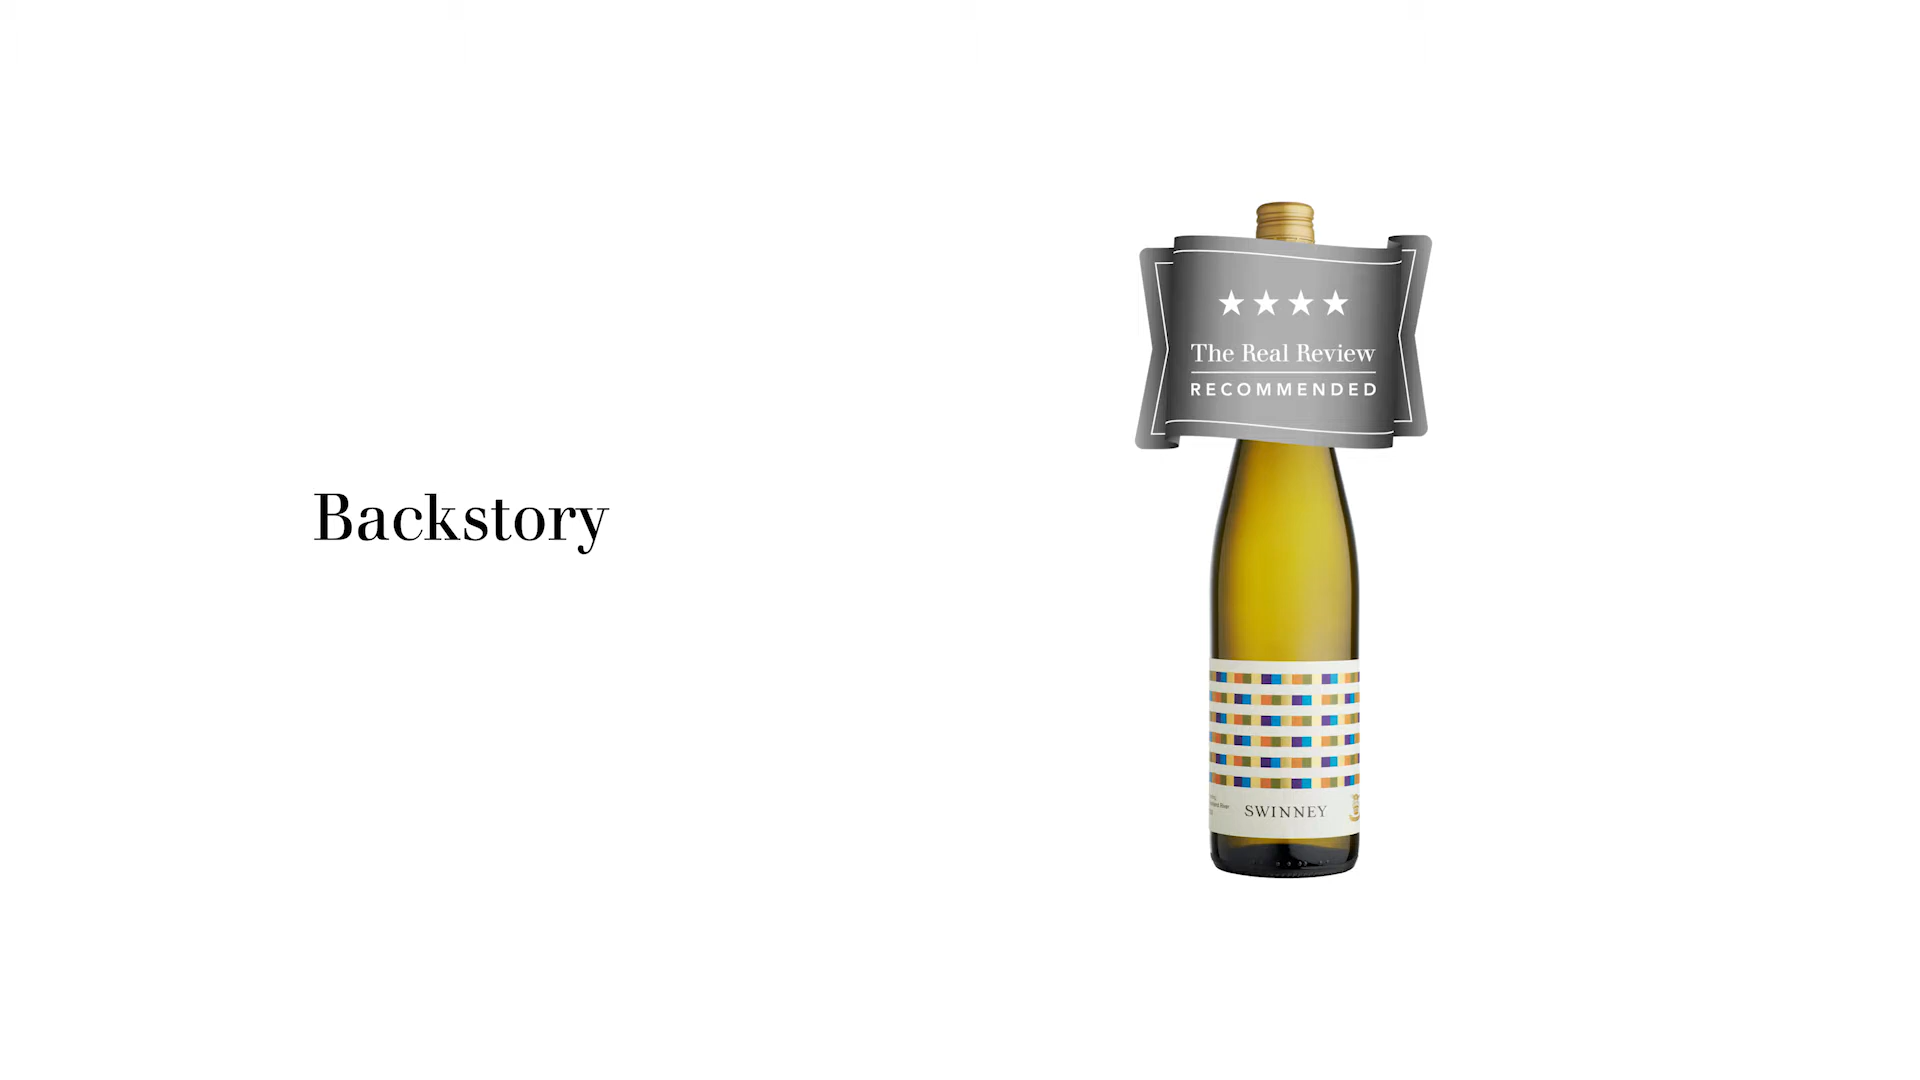 Backstory
★★★★
The Real Review
RECOMMENDED
SWINNEY